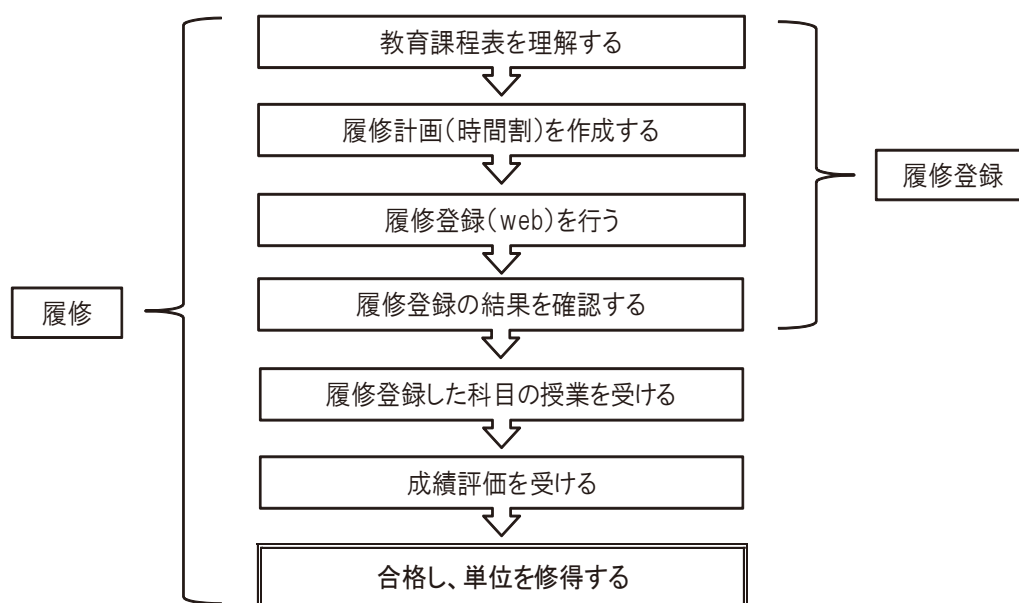 教育課程表を理解する
履修計画(時間割)を作成する
履修登録
履修登録(web)を行う
履修登録の結果を確認する
履修
履修登録した科目の授業を受ける
成績評価を受ける
合格し、単位を修得する